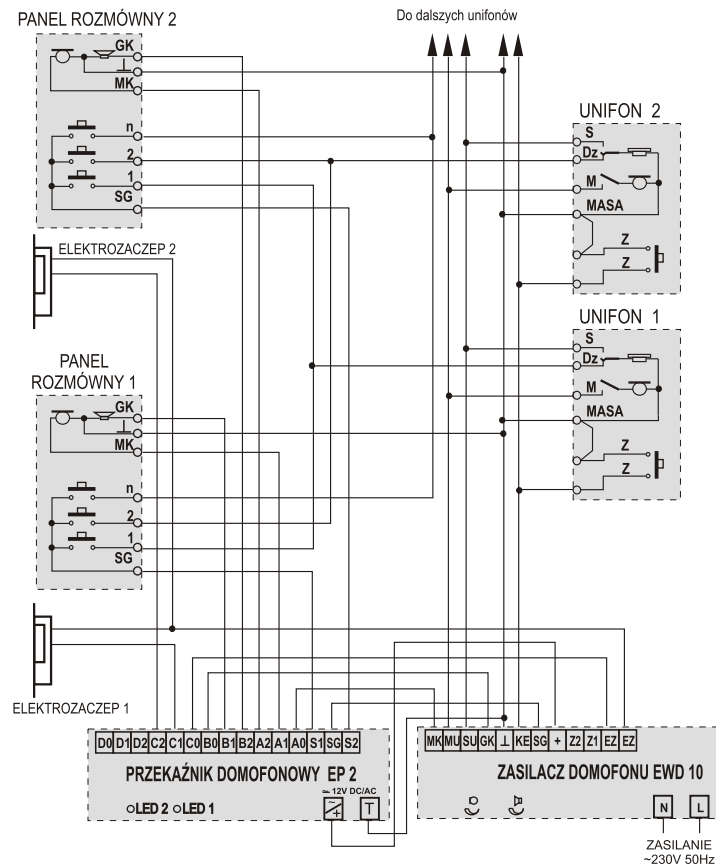 PANEL ROZMÓWNY 2
Do dalszych unifonów
GK
MK
n
2
1
SG
ELEKTROZACZEP 2
UNIFON 2
S
Dz
M
MASA
Z
Z
UNIFON 1
S
Dz
M
MASA
Z
Z
PANEL
ROZMÓWNY 1
GK
MK
n
2
1
SG
ELEKTROZACZEP 1
D0 D1 D2 C2 C1 C0 B0 B1 B2 A2 A1 A0 S1 SG S2
PRZEKAŹNIK DOMOFONOWY EP 2
12V DC/AC
LED 2 LED 1
~ +
T
MK MU SU GK ⊥ KE SG + Z2 Z1 EZ EZ
ZASILACZ DOMOFONU EWD 10
N L
ZASILANIE
~230V 50Hz